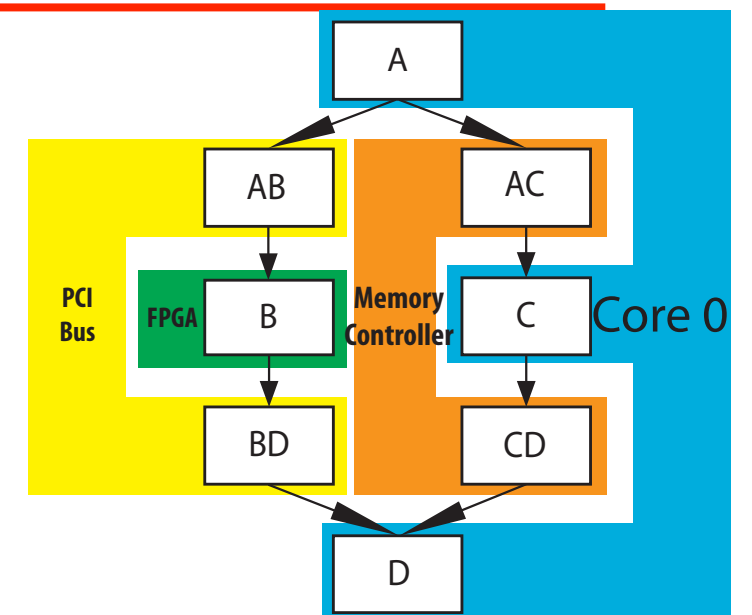 A
AB
AC
PCI
Bus
FPGA
B
Memory
Controller
C
Core 0
BD
CD
D